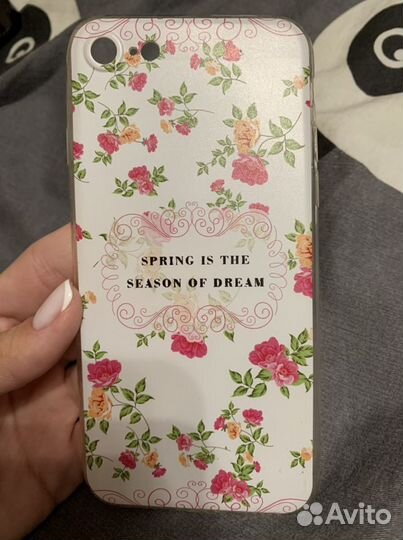 SPRING IS THE
SEASON OF DREAM
Avito